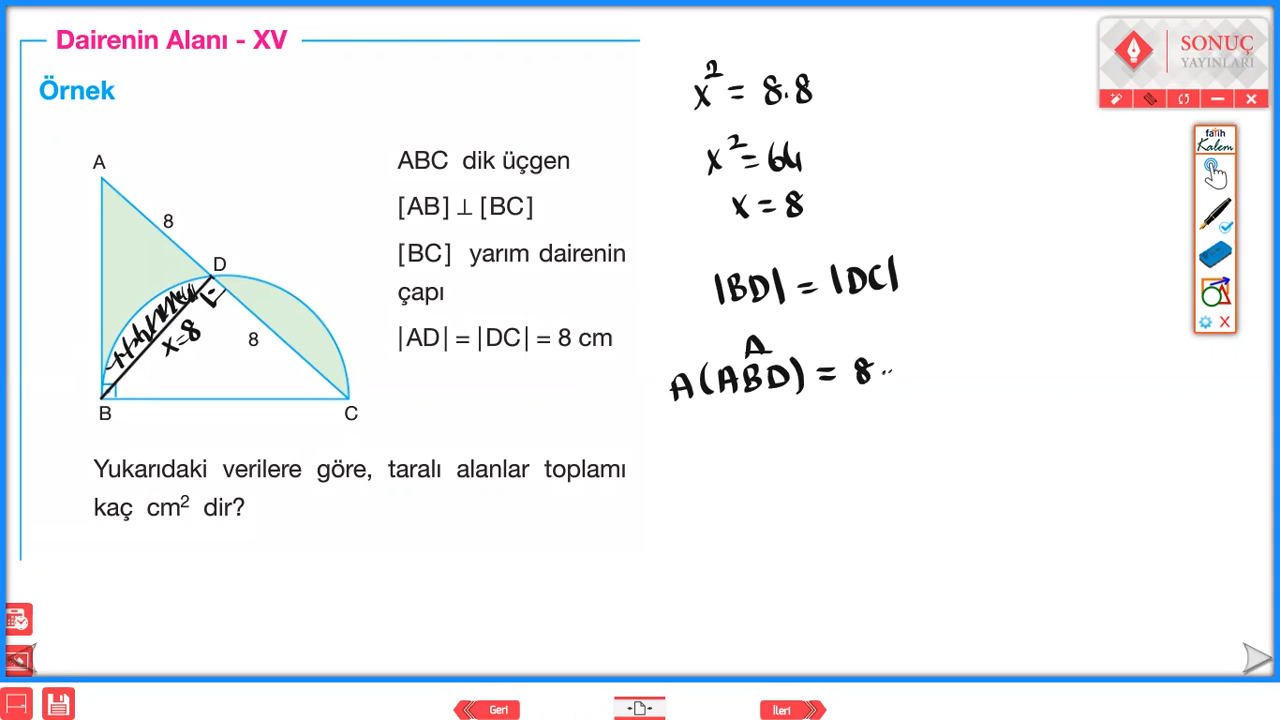 Dairenin Alanı - XV
Örnek
A
8
D
x=8
8
B
C
ABC dik üçgen
[AB] ⊥ [BC]
[BC] yarım dairenin
çapı
|AD| = |DC| = 8 cm
Yukarıdaki verilere göre, taralı alanlar toplamı
kaç cm² dir?
x² = 8.8
x² = 64
x = 8
|BD| = |DC|
A(ABD) = 8.
SONUÇ
YAYINLARI
fatih
Kalem
Geri
İleri